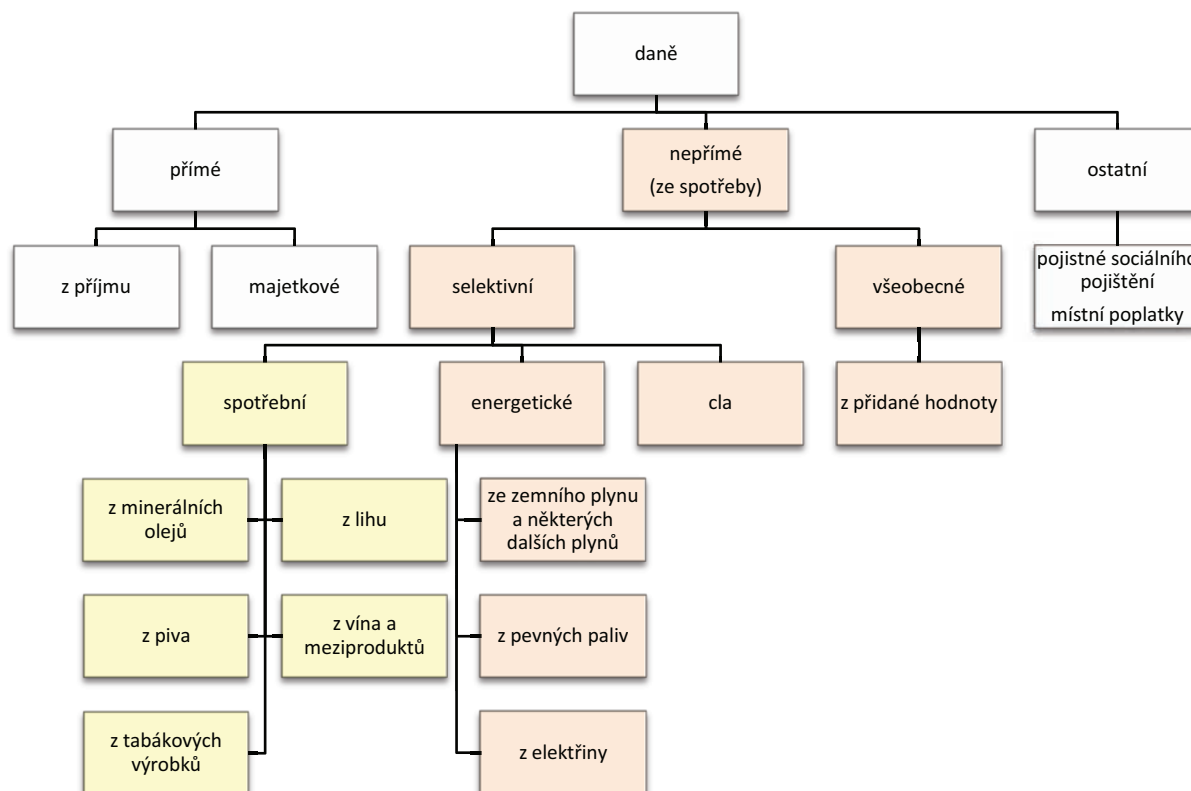 daně
přímé
nepřímé
(ze spotřeby)
ostatní
z příjmu
majetkové
selektivní
všeobecné
pojistné sociálního
pojištění
místní poplatky
spotřební
energetické
cla
z přidané hodnoty
z minerálních
olejů
z lihu
ze zemního plynu
a některých
dalších plynů
z piva
z vína a
meziproduktů
z pevných paliv
z tabákových
výrobků
z elektřiny